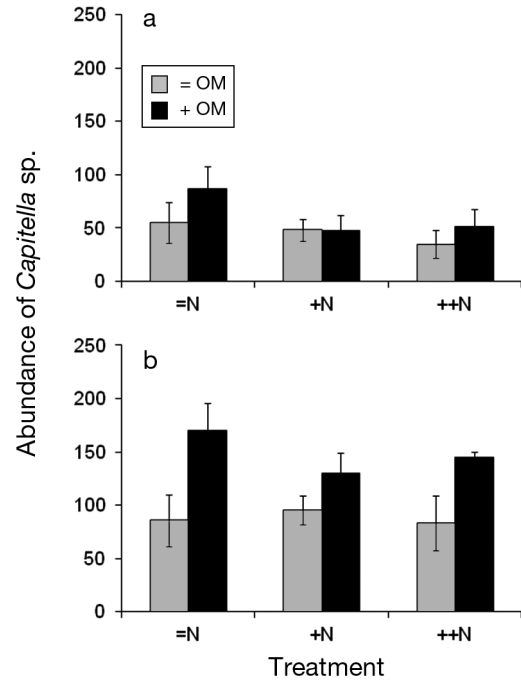 250
a
200
= OM
+ OM
150
100
50
0
=N
+N
++N
Abundance of Capitella sp.
250
b
200
150
100
50
0
=N
+N
++N
Treatment